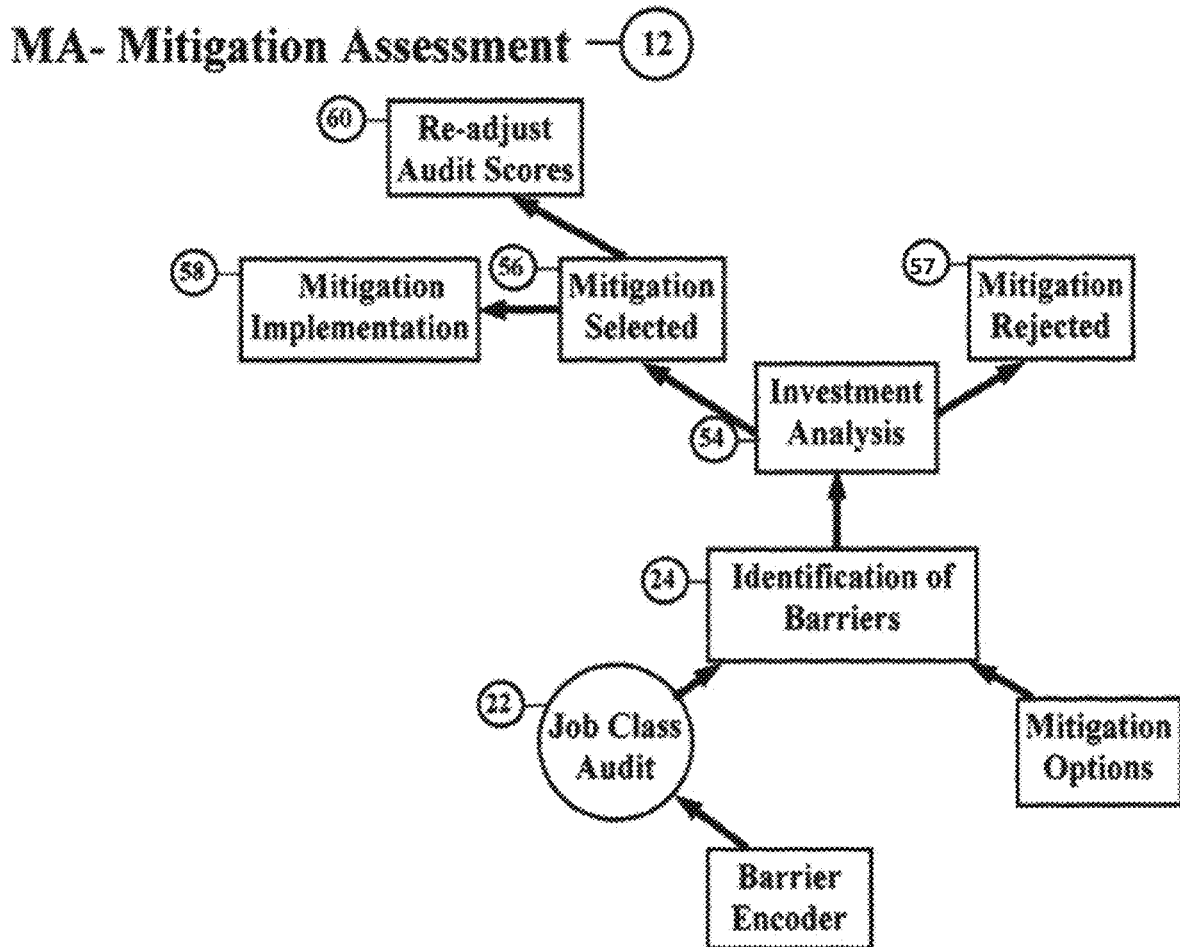 MA- Mitigation Assessment 12
60
Re-adjust
Audit Scores
58
Mitigation
Implementation
56
Mitigation
Selected
57
Mitigation
Rejected
54
Investment
Analysis
24
Identification of
Barriers
22
Job Class
Audit
Mitigation
Options
Barrier
Encoder